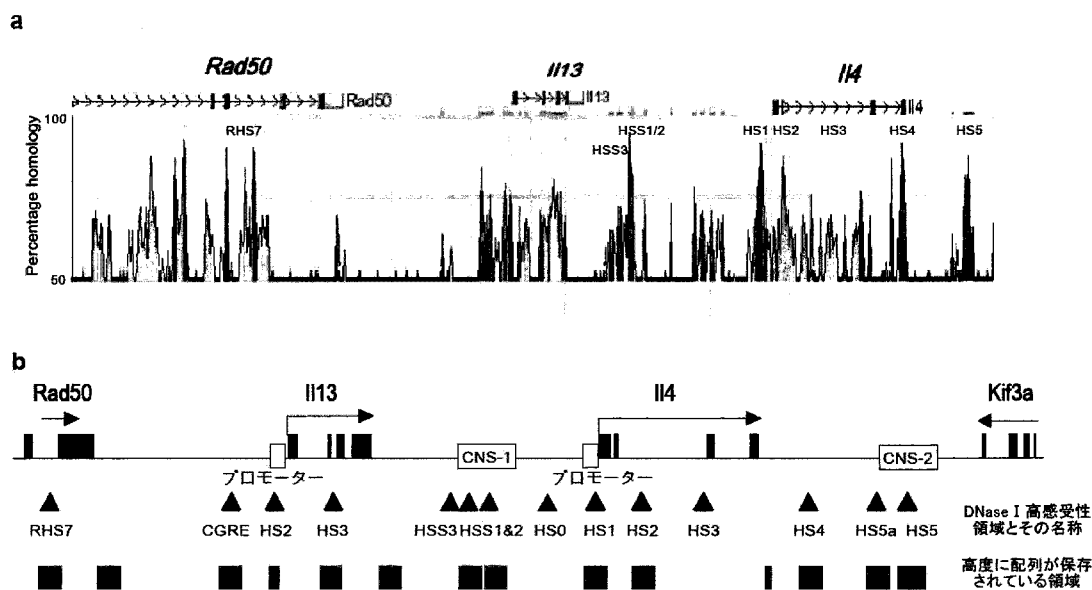 a
Rad50 Il13 Il4
Rad50 Il13 Il4
100
RHS7 HSS1/2 HS1 HS2 HS3 HS4 HS5
HSS3
Percentage homology
50
b
Rad50 Il13 Il4 Kif3a
CNS-1 CNS-2
プロモーター プロモーター
RHS7 CGRE HS2 HS3 HSS3 HSS1&2 HS0 HS1 HS2 HS3 HS4 HS5a HS5
DNase I 高感受性
領域とその名称
高度に配列が保存
されている領域